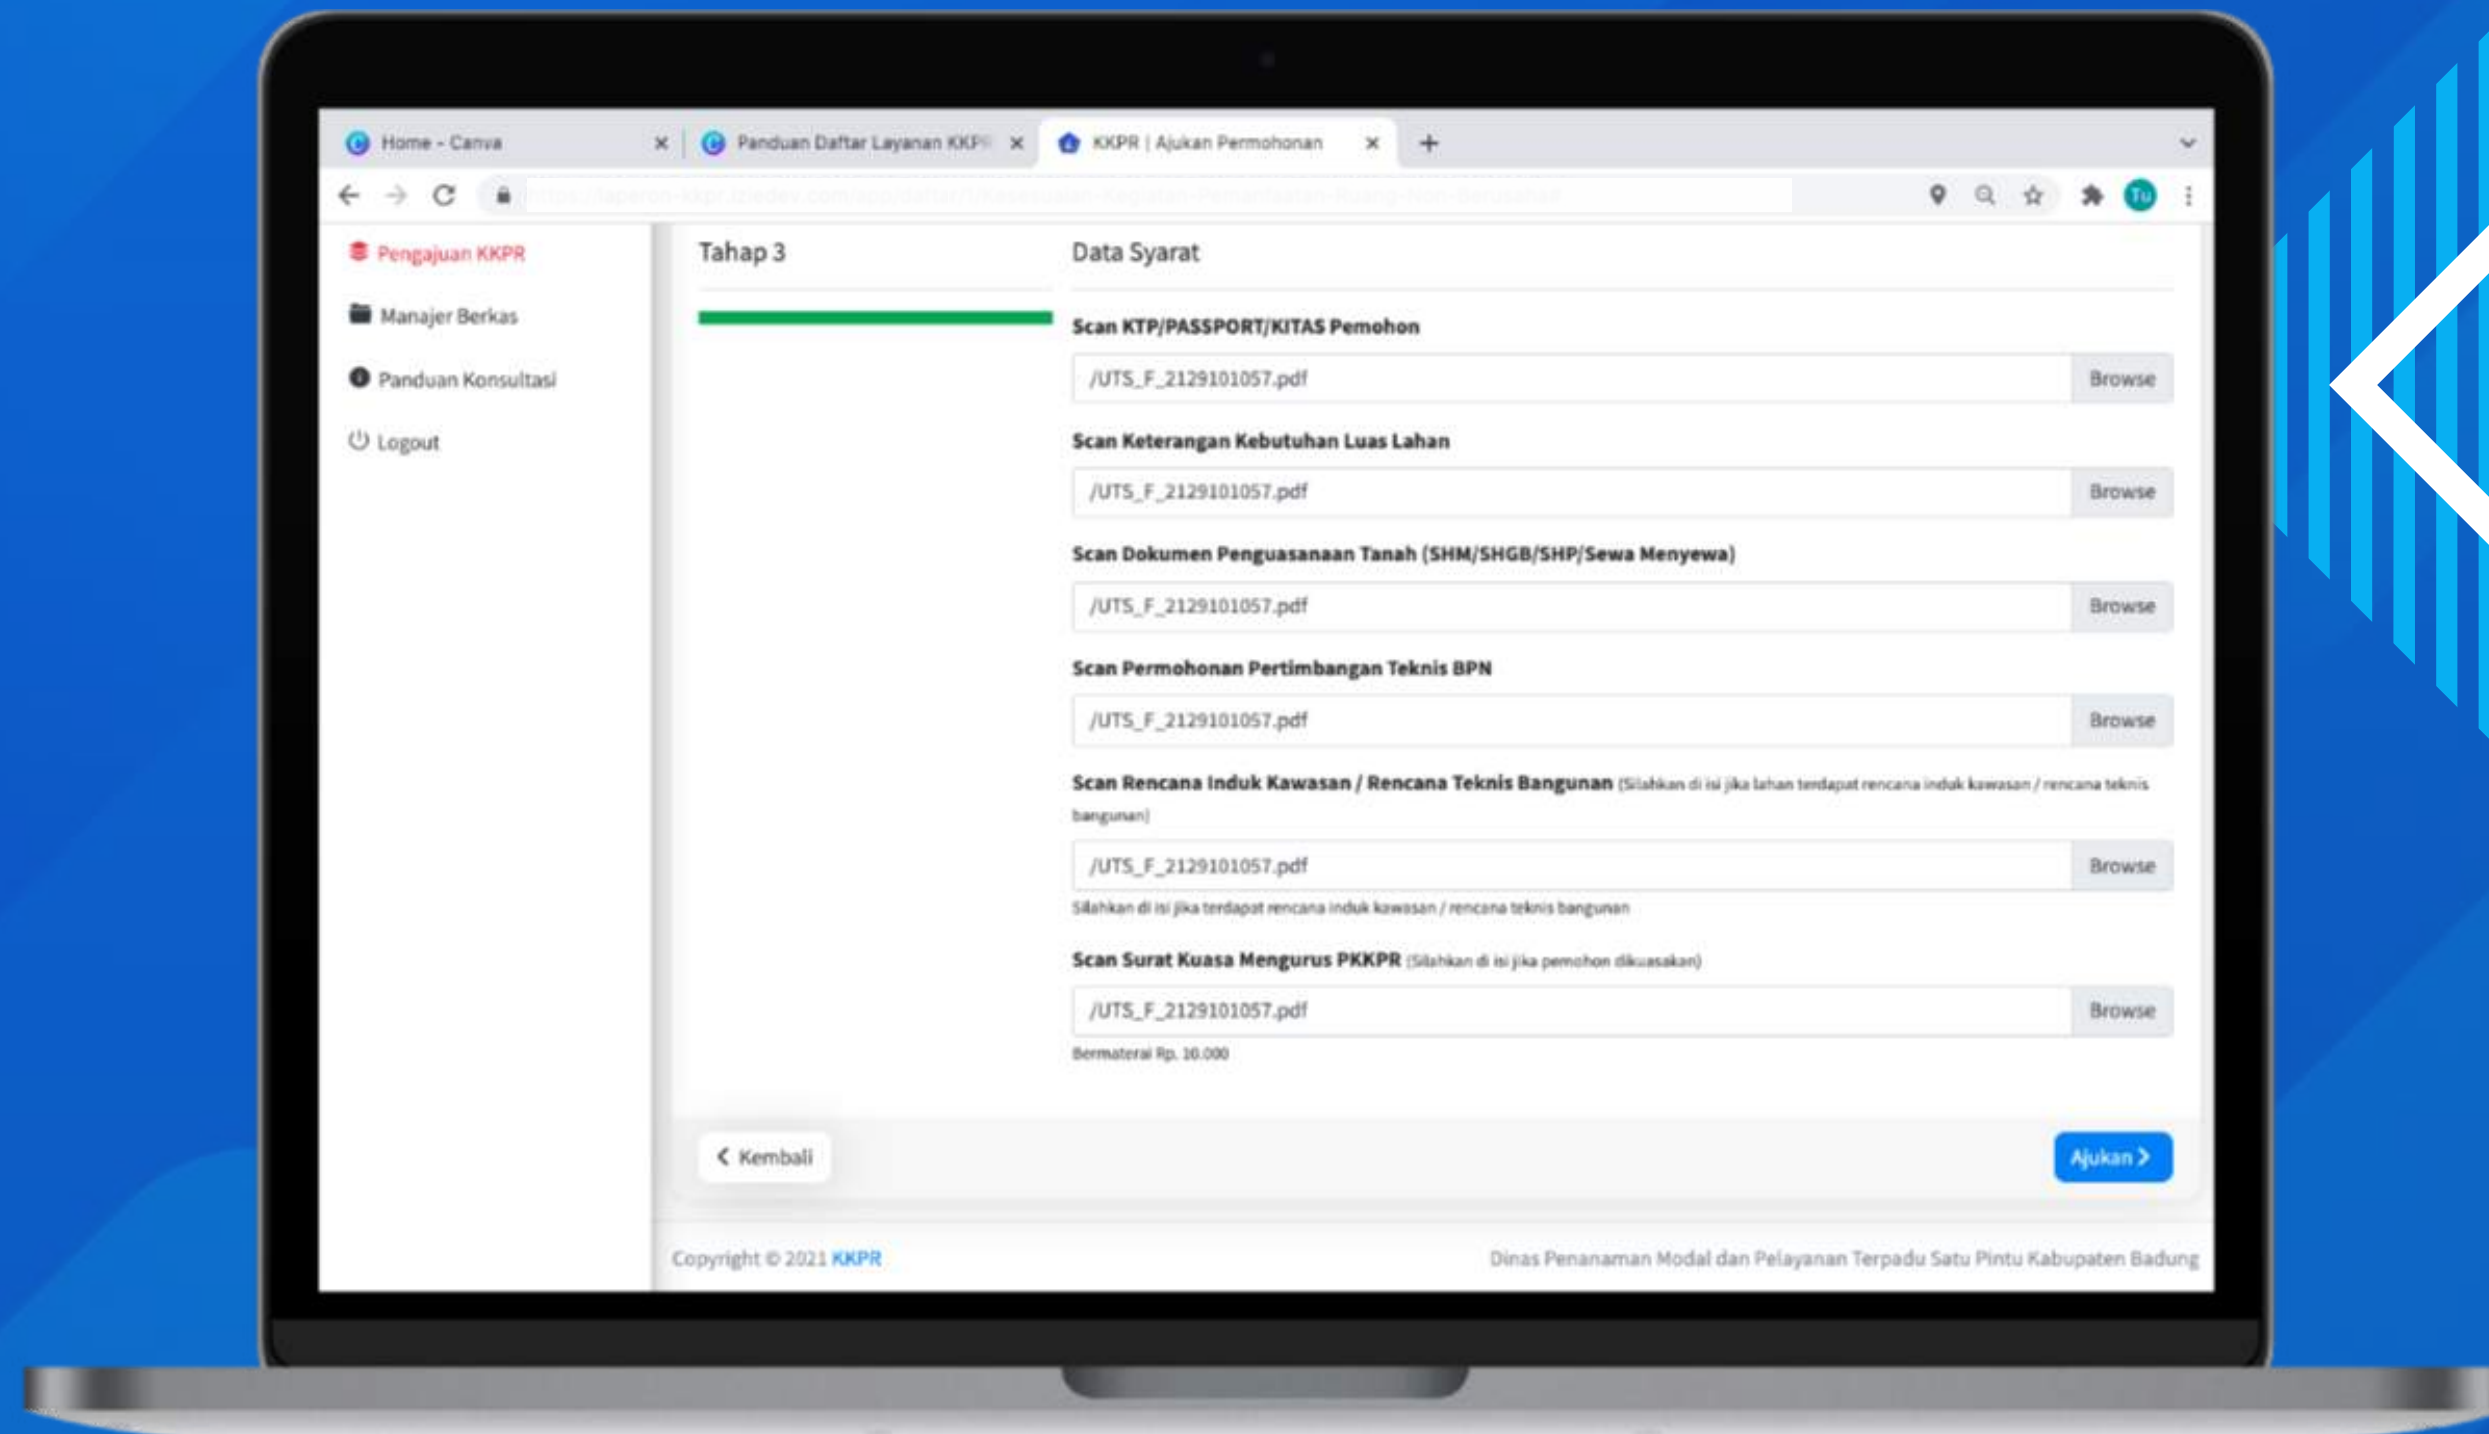 Home - Canva
Panduan Daftar Layanan KKPR
KKPR | Ajukan Permohonan
Tu
Pengajuan KKPR
Manajer Berkas
Panduan Konsultasi
Logout
Tahap 3
Data Syarat
Scan KTP/PASSPORT/KITAS Pemohon
/UTS_F_2129101057.pdf
Browse
Scan Keterangan Kebutuhan Luas Lahan
/UTS_F_2129101057.pdf
Browse
Scan Dokumen Penguasanaan Tanah (SHM/SHGB/SHP/Sewa Menyewa)
/UTS_F_2129101057.pdf
Browse
Scan Permohonan Pertimbangan Teknis BPN
/UTS_F_2129101057.pdf
Browse
Scan Rencana Induk Kawasan / Rencana Teknis Bangunan (Silahkan di isi jika lahan terdapat rencana induk kawasan / rencana teknis
bangunan)
/UTS_F_2129101057.pdf
Browse
Silahkan di isi jika terdapat rencana induk kawasan / rencana teknis bangunan
Scan Surat Kuasa Mengurus PKKPR (Silahkan di isi jika pemohon dikuasakan)
/UTS_F_2129101057.pdf
Browse
Bermaterai Rp. 10.000
Kembali
Ajukan
Copyright © 2021 KKPR
Dinas Penanaman Modal dan Pelayanan Terpadu Satu Pintu Kabupaten Badung